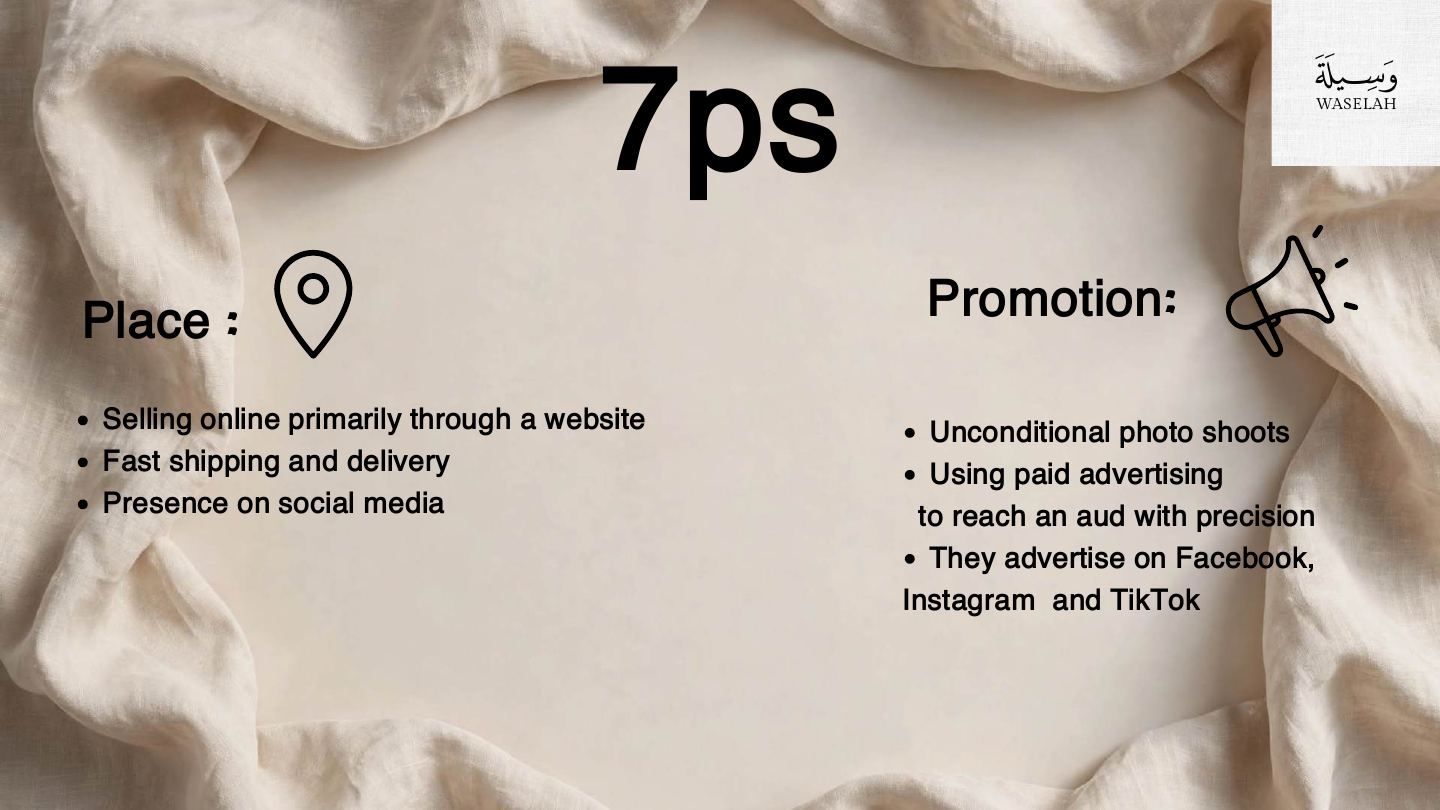 7ps
وَسِيلَة
WASELAH
Place :
• Selling online primarily through a website
• Fast shipping and delivery
• Presence on social media
Promotion:
• Unconditional photo shoots
• Using paid advertising
to reach an aud with precision
• They advertise on Facebook,
Instagram  and TikTok